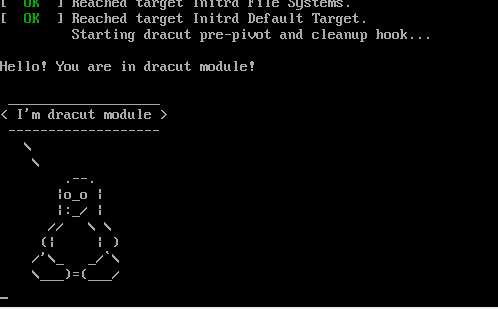 [  OK  ] Reached target Initrd File Systems.
[  OK  ] Reached target Initrd Default Target.
         Starting dracut pre-pivot and cleanup hook...

Hello! You are in dracut module!

 ___________________
< I'm dracut module >
 -------------------
   \
    \
        .--.
       |o_o |
       |:_/ |
      //   \ \
     (|     | )
    /'\_   _/`\
    \___)=(___/
_